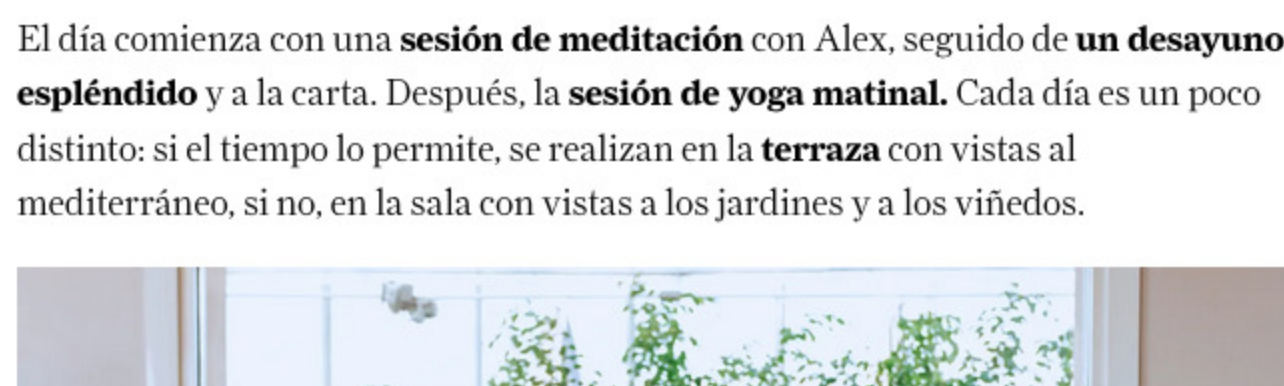 El día comienza con una sesión de meditación con Alex, seguido de un desayuno
espléndido y a la carta. Después, la sesión de yoga matinal. Cada día es un poco
distinto: si el tiempo lo permite, se realizan en la terraza con vistas al
mediterráneo, si no, en la sala con vistas a los jardines y a los viñedos.